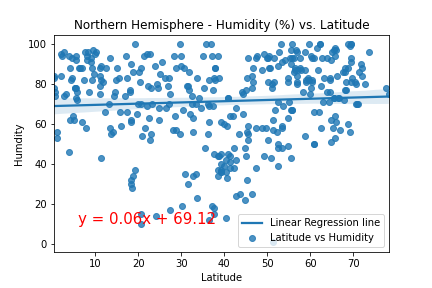 Northern Hemisphere - Humidity (%) vs. Latitude
100
80
60
40
20
0
Humidity
y = 0.06x + 69.12
Linear Regression line
Latitude vs Humidity
10 20 30 40 50 60 70
Latitude